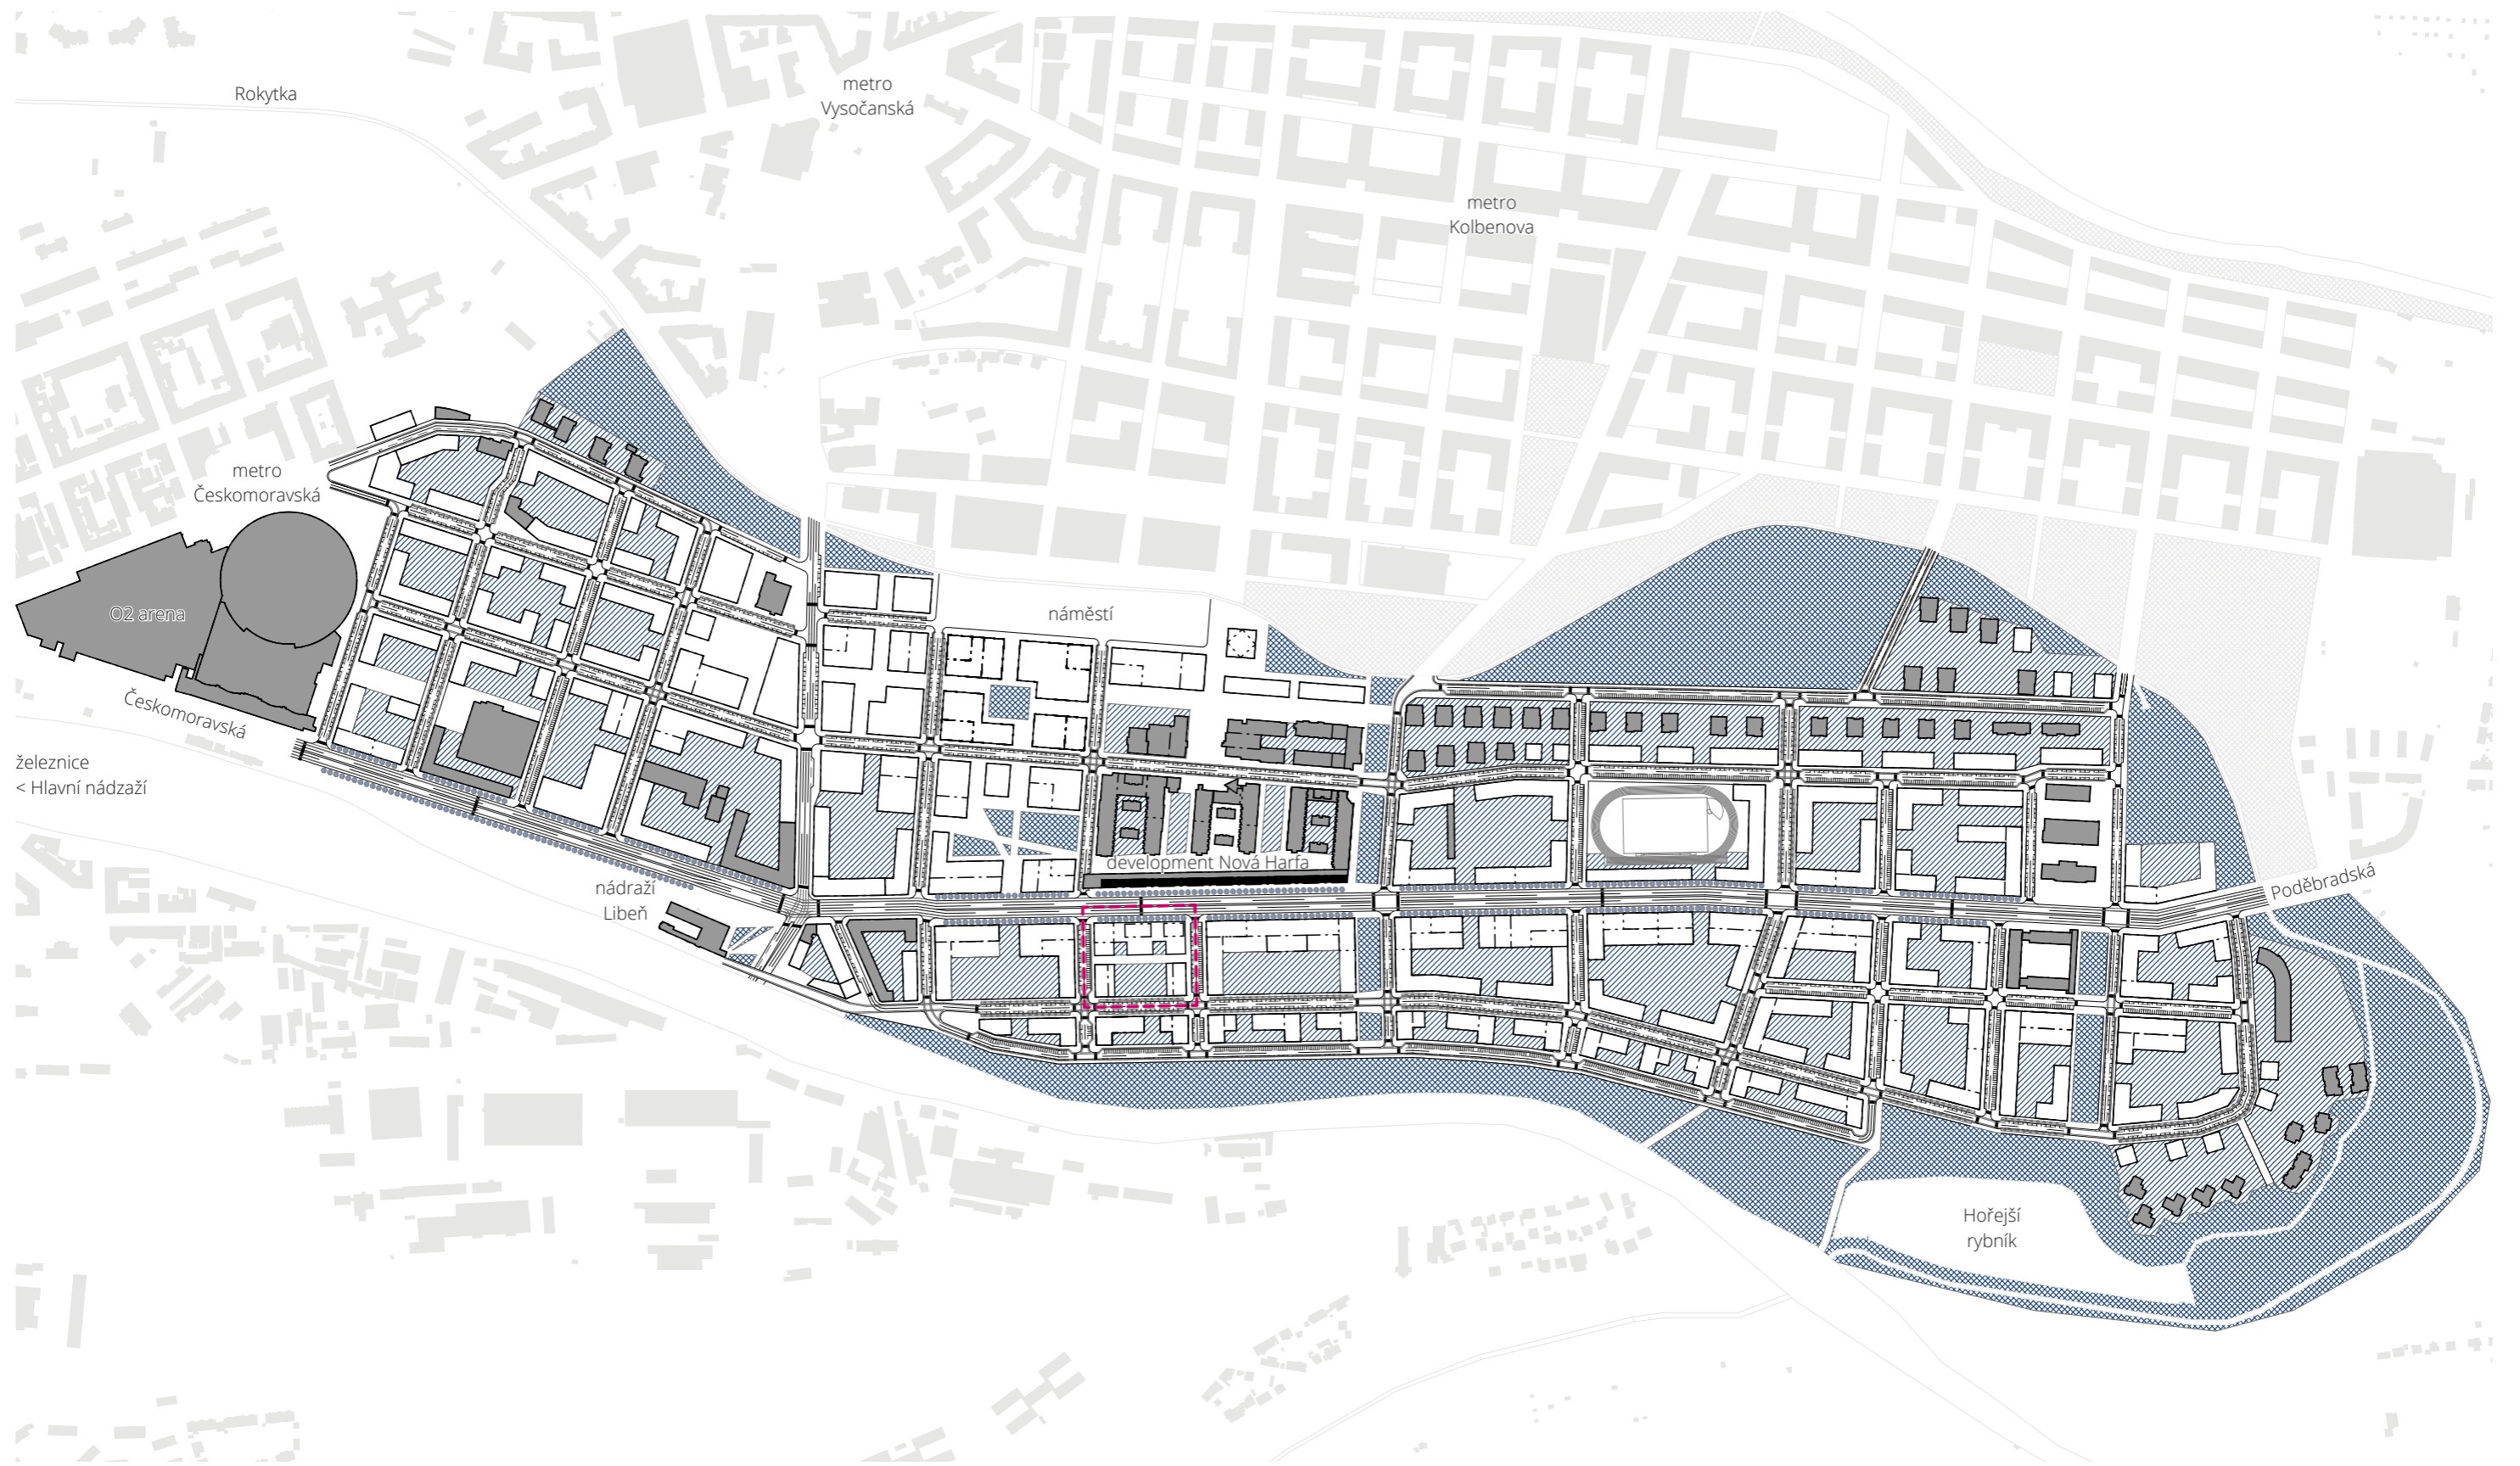 metro
Vysočanská
Rokytka
metro
Kolbenova
metro
Českomoravská
O2 arena
náměstí
Českomoravská
železnice
< Hlavní nádzaží
development Nová Harfa
nádraží
Libeň
Poděbradská
Hořejší
rybník